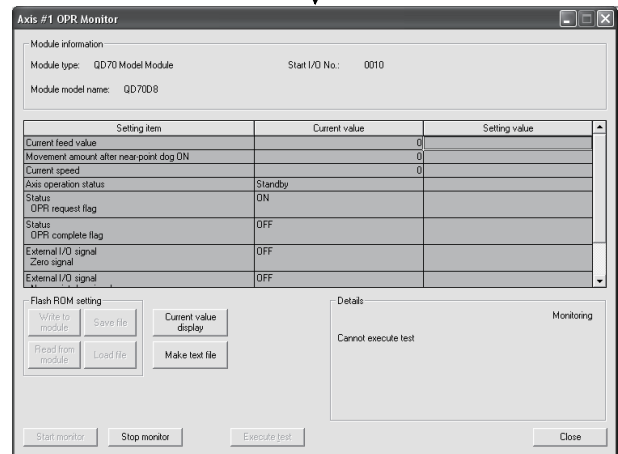 Axis #1 OPR Monitor
Module information
Module type: QD70 Model Module Start I/O No.: 0010
Module model name: QD70D8
Setting item Current value Setting value
Current feed value 0
Movement amount after near-point dog ON 0
Current speed 0
Axis operation status Standby
Status ON
OPR request flag
Status OFF
OPR complete flag
External I/O signal OFF
Zero signal
External I/O signal OFF
Flash ROM setting
Write to module
Save file
Current value display
Read from module
Load file
Make text file
Details
Monitoring
Cannot execute test
Start monitor Stop monitor Execute test Close